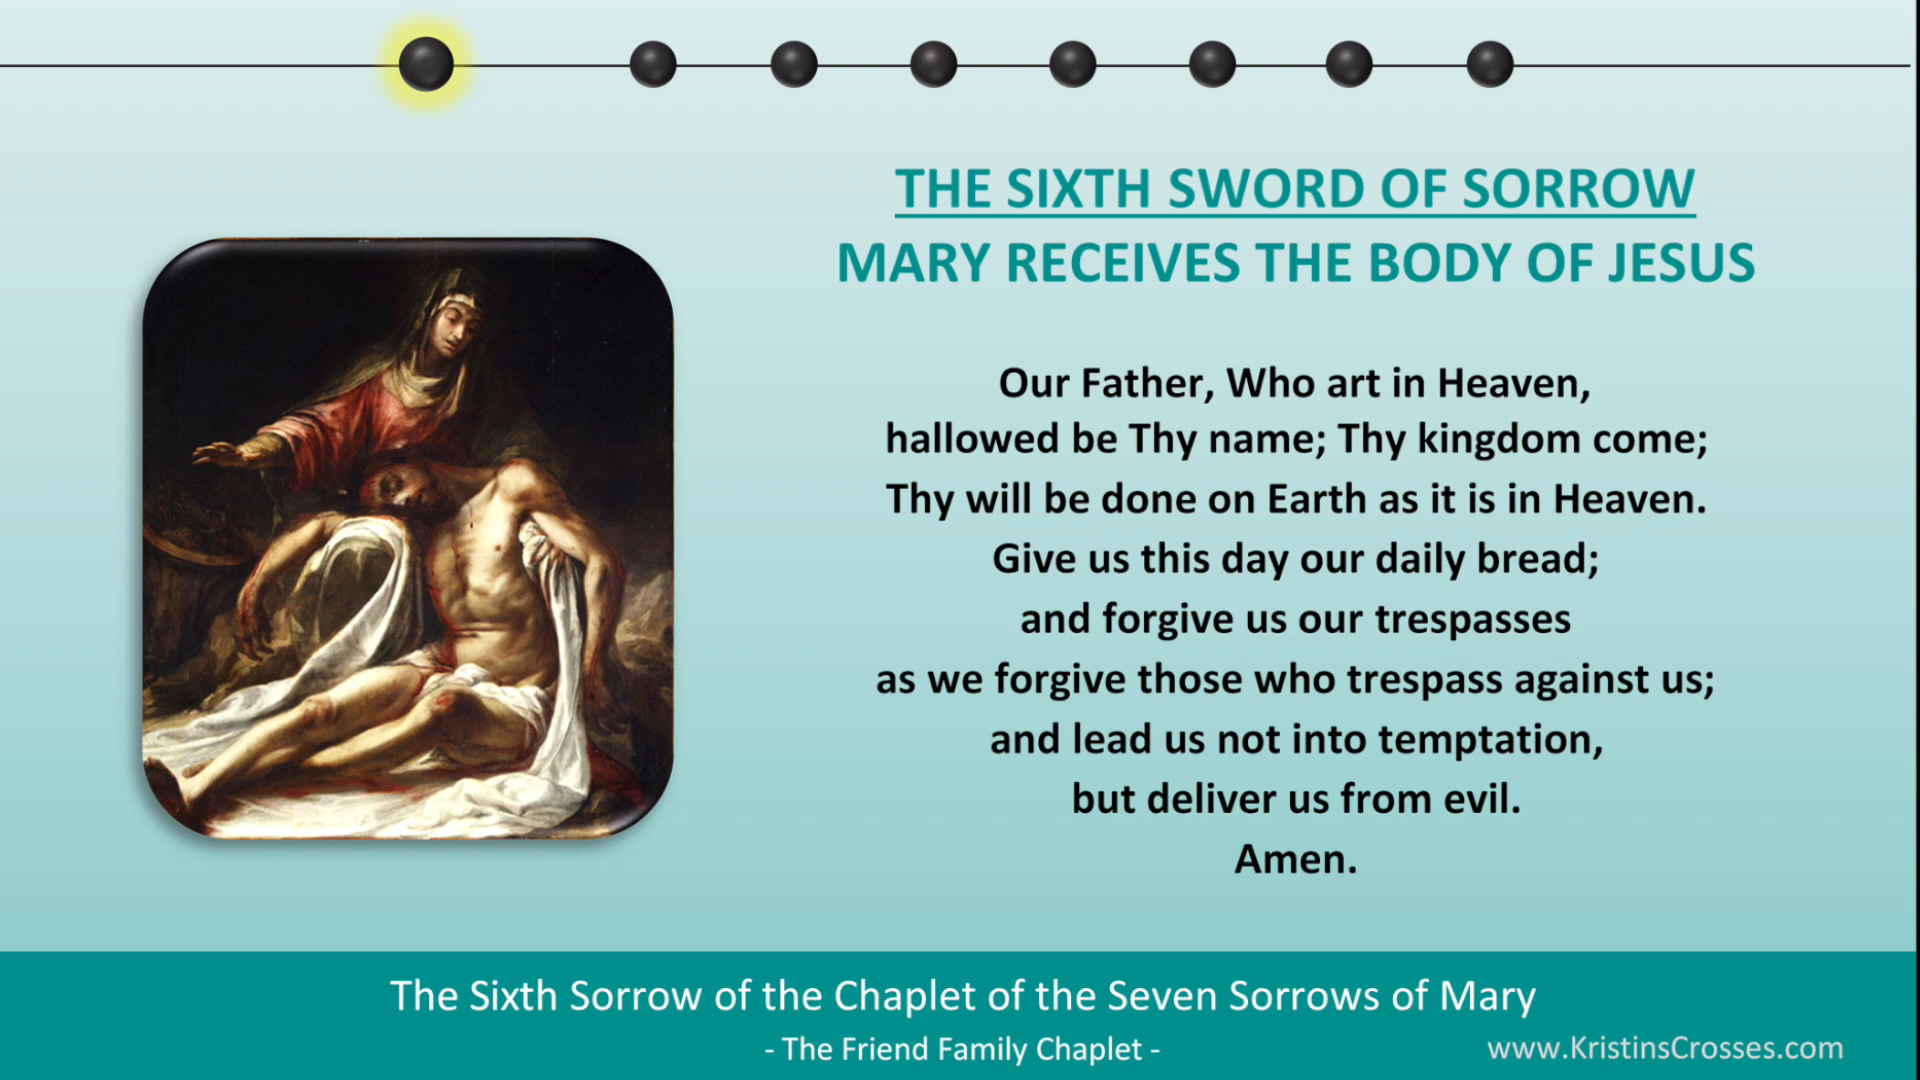 THE SIXTH SWORD OF SORROW
MARY RECEIVES THE BODY OF JESUS
Our Father, Who art in Heaven,
hallowed be Thy name; Thy kingdom come;
Thy will be done on Earth as it is in Heaven.
Give us this day our daily bread;
and forgive us our trespasses
as we forgive those who trespass against us;
and lead us not into temptation,
but deliver us from evil.
Amen.
The Sixth Sorrow of the Chaplet of the Seven Sorrows of Mary
- The Friend Family Chaplet -
www.KristinsCrosses.com